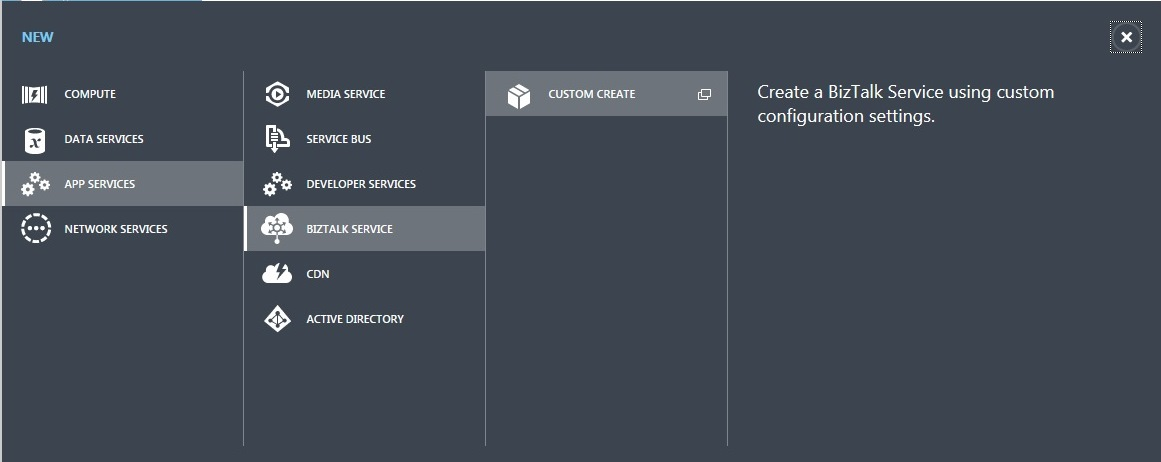 NEW
COMPUTE
DATA SERVICES
APP SERVICES
NETWORK SERVICES
MEDIA SERVICE
SERVICE BUS
DEVELOPER SERVICES
BIZTALK SERVICE
CDN
ACTIVE DIRECTORY
CUSTOM CREATE
Create a BizTalk Service using custom
configuration settings.